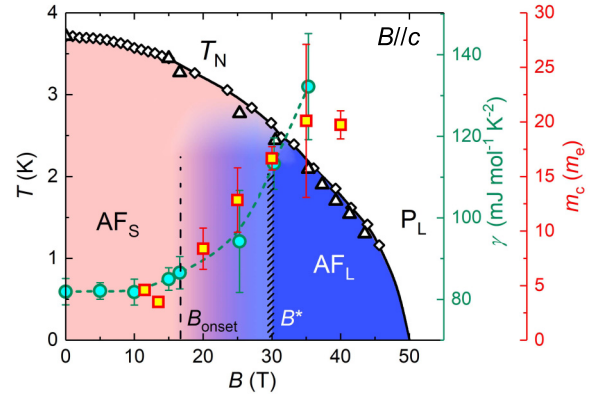 B//c
T_N
AF_S
AF_L
P_L
B_onset
B*
T (K)
4
3
2
1
0
0
10
20
30
40
50
B (T)
140
120
100
80
γ (mJ mol⁻¹ K⁻²)
30
25
20
15
10
5
0
m_c (m_e)